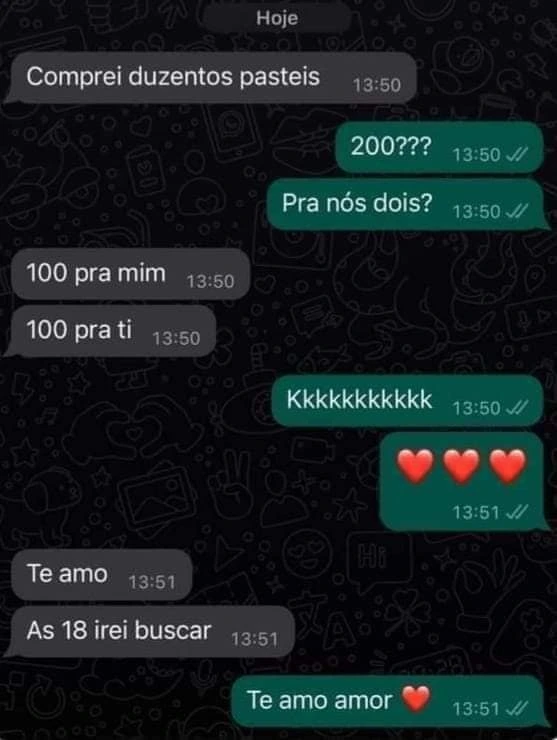 Hoje
Comprei duzentos pasteis 13:50
200??? 13:50
Pra nós dois? 13:50
100 pra mim 13:50
100 pra ti 13:50
Kkkkkkkkkkk 13:50
❤️❤️❤️
13:51
Te amo 13:51
As 18 irei buscar 13:51
Te amo amor ❤️ 13:51